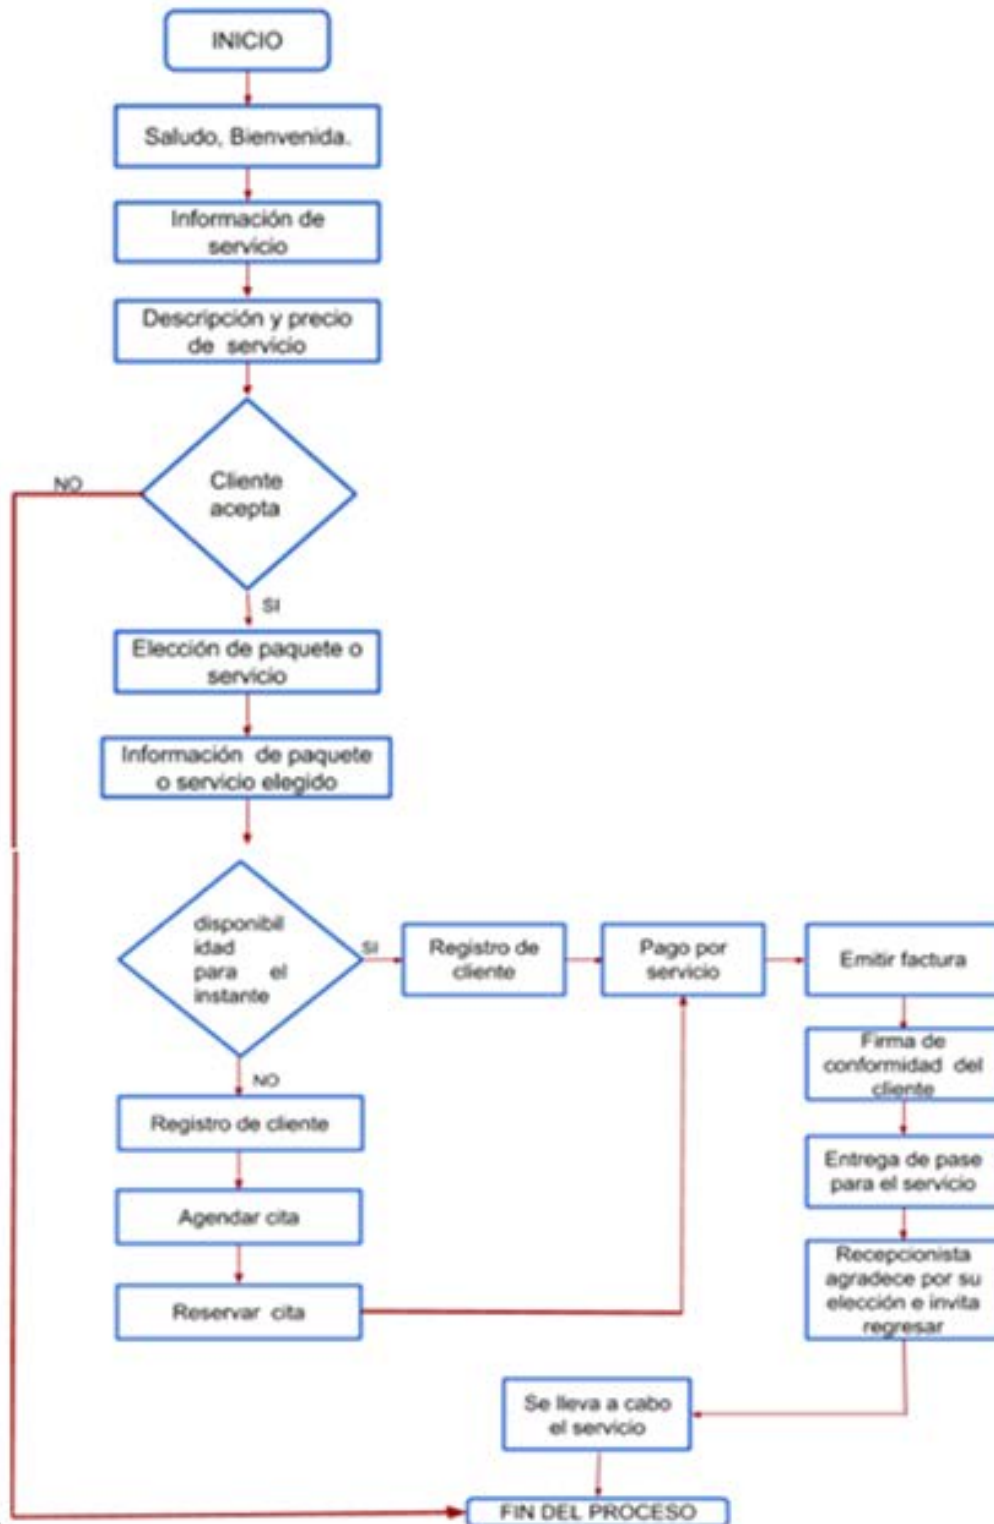 INICIO
Saludo, Bienvenida.
Información de
servicio
Descripción y precio
de servicio
Cliente
acepta
NO
SI
Elección de paquete o
servicio
Información de paquete
o servicio elegido
disponibil
idad
para el
instante
SI
Registro de
cliente
Pago por
servicio
Emitir factura
NO
Registro de cliente
Agendar cita
Reservar cita
Firma de
conformidad del
cliente
Entrega de pase
para el servicio
Recepcionista
agradece por su
elección e invita
regresar
Se lleva a cabo
el servicio
FIN DEL PROCESO